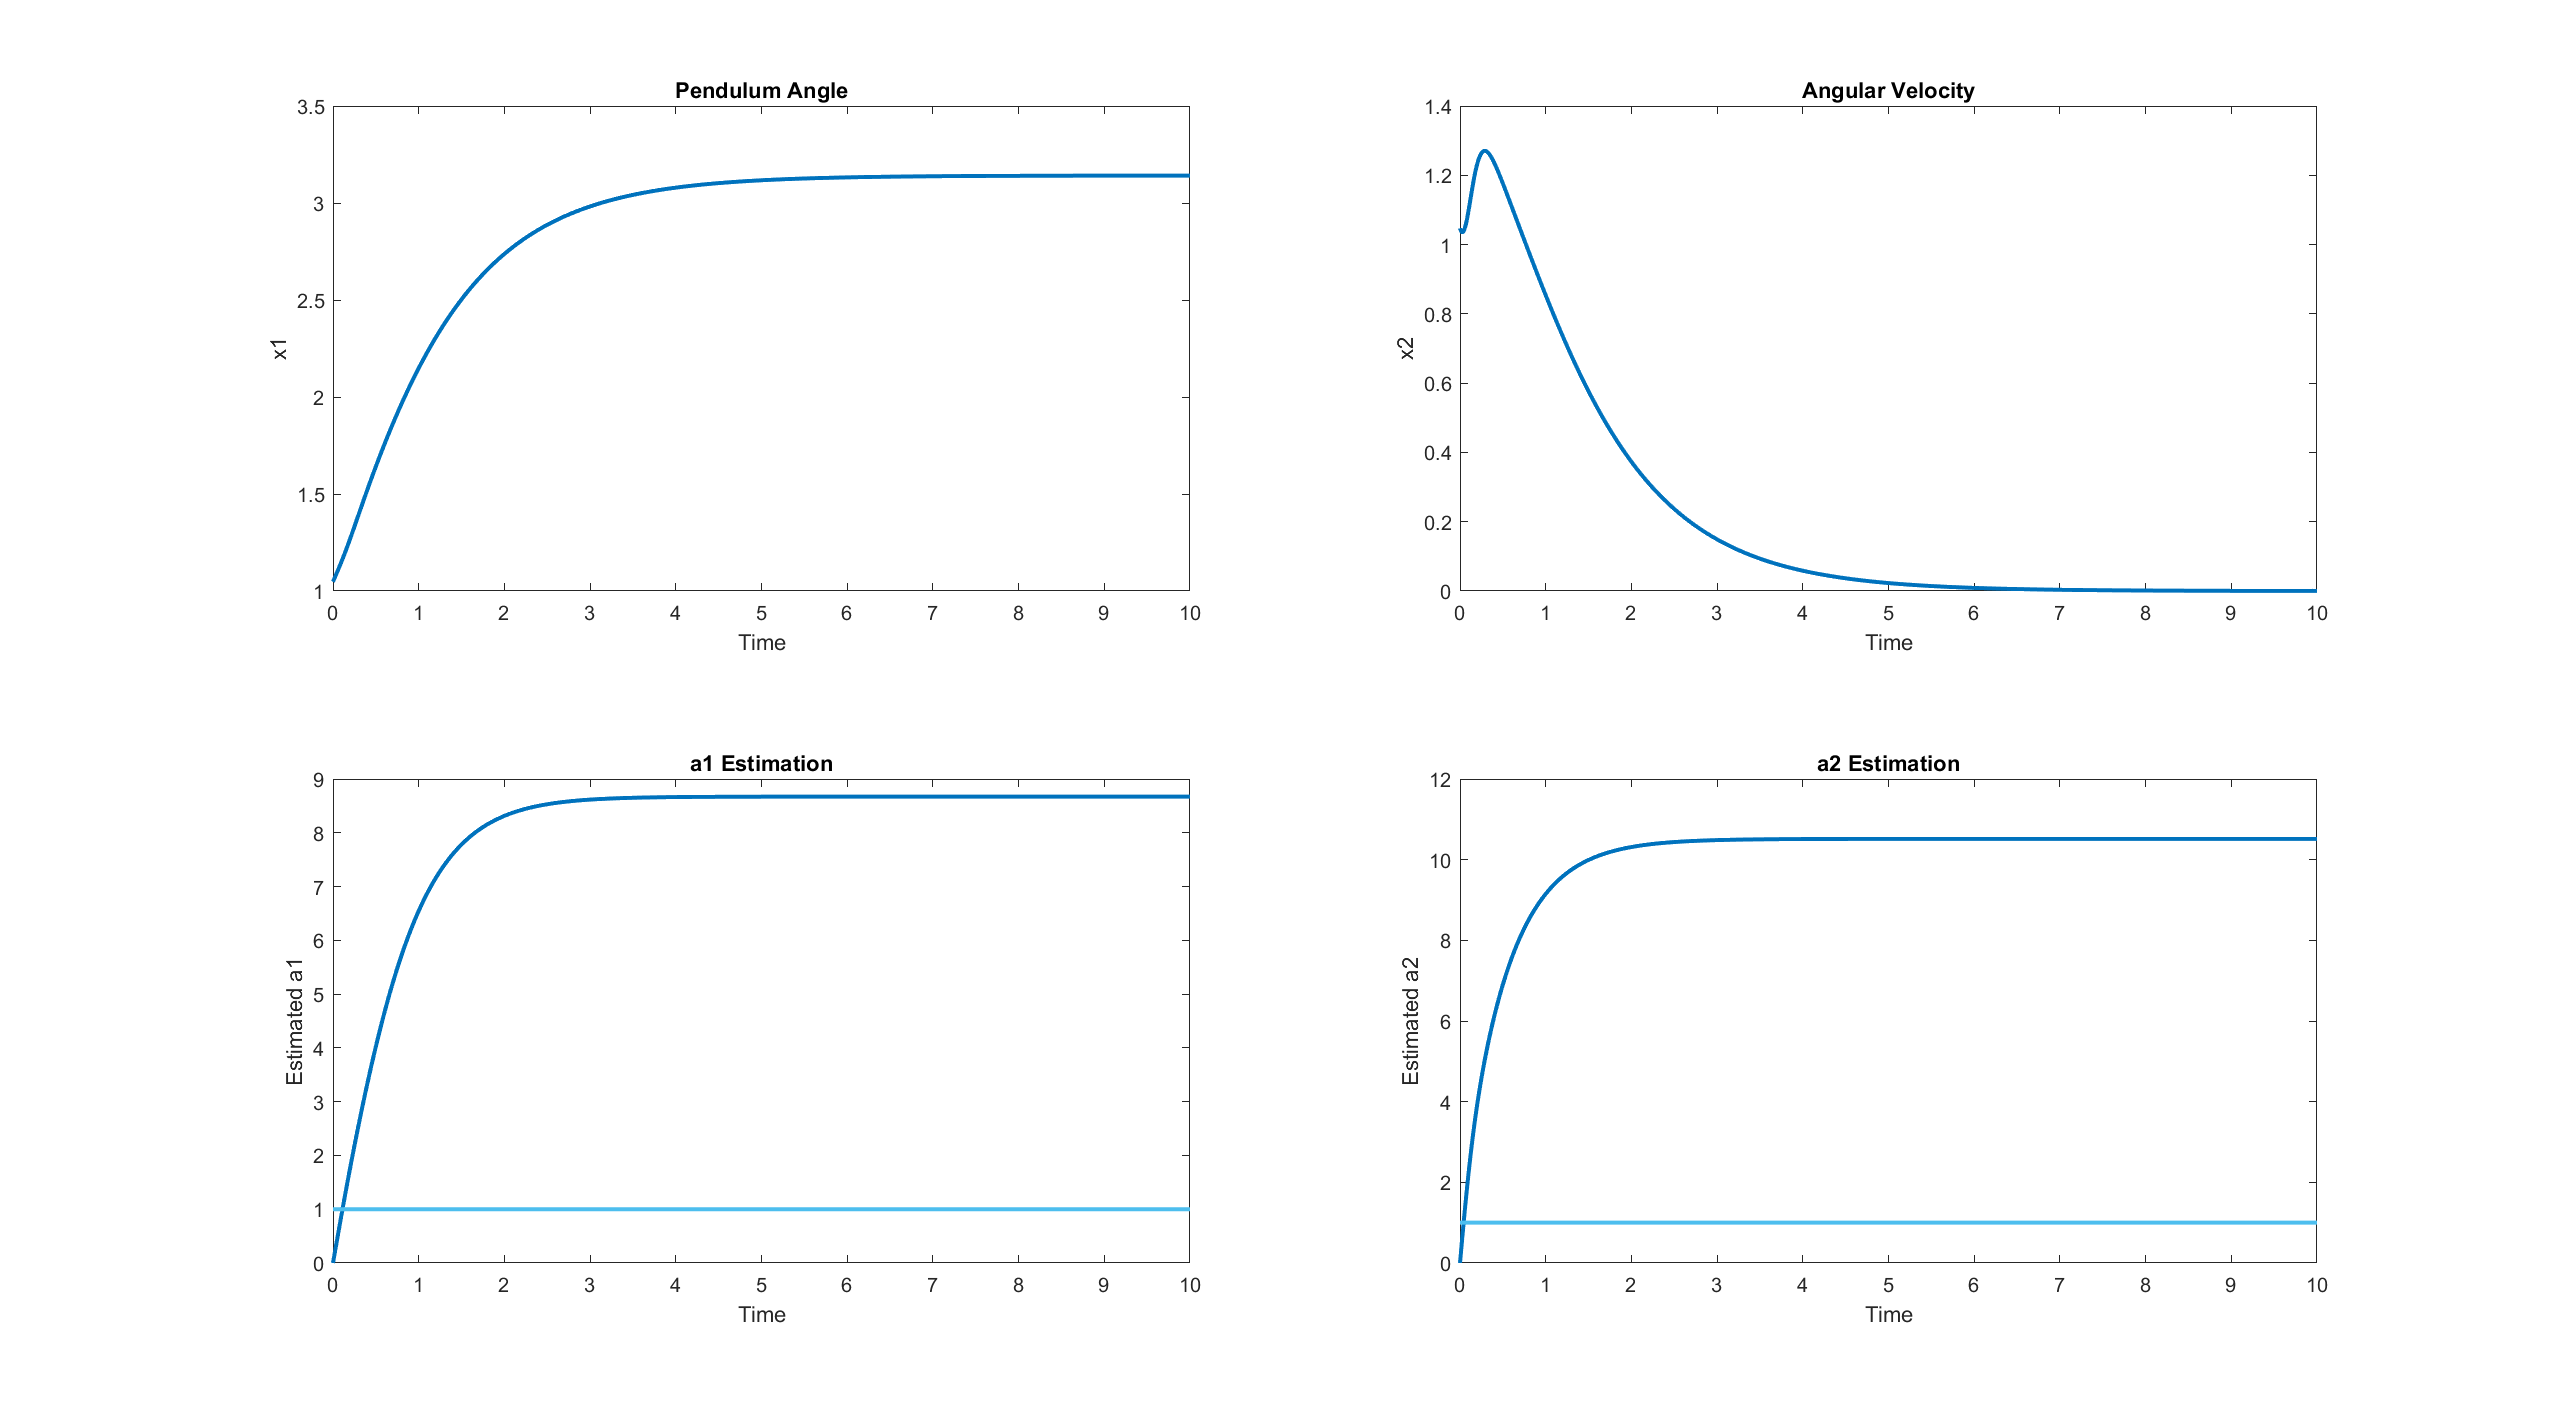 Pendulum Angle
3.5
3
2.5
2
1.5
1
x1
0 1 2 3 4 5 6 7 8 9 10
Time
Angular Velocity
1.4
1.2
1
0.8
0.6
0.4
0.2
0
x2
0 1 2 3 4 5 6 7 8 9 10
Time
a1 Estimation
9
8
7
6
5
4
3
2
1
0
Estimated a1
0 1 2 3 4 5 6 7 8 9 10
Time
a2 Estimation
12
10
8
6
4
2
0
Estimated a2
0 1 2 3 4 5 6 7 8 9 10
Time